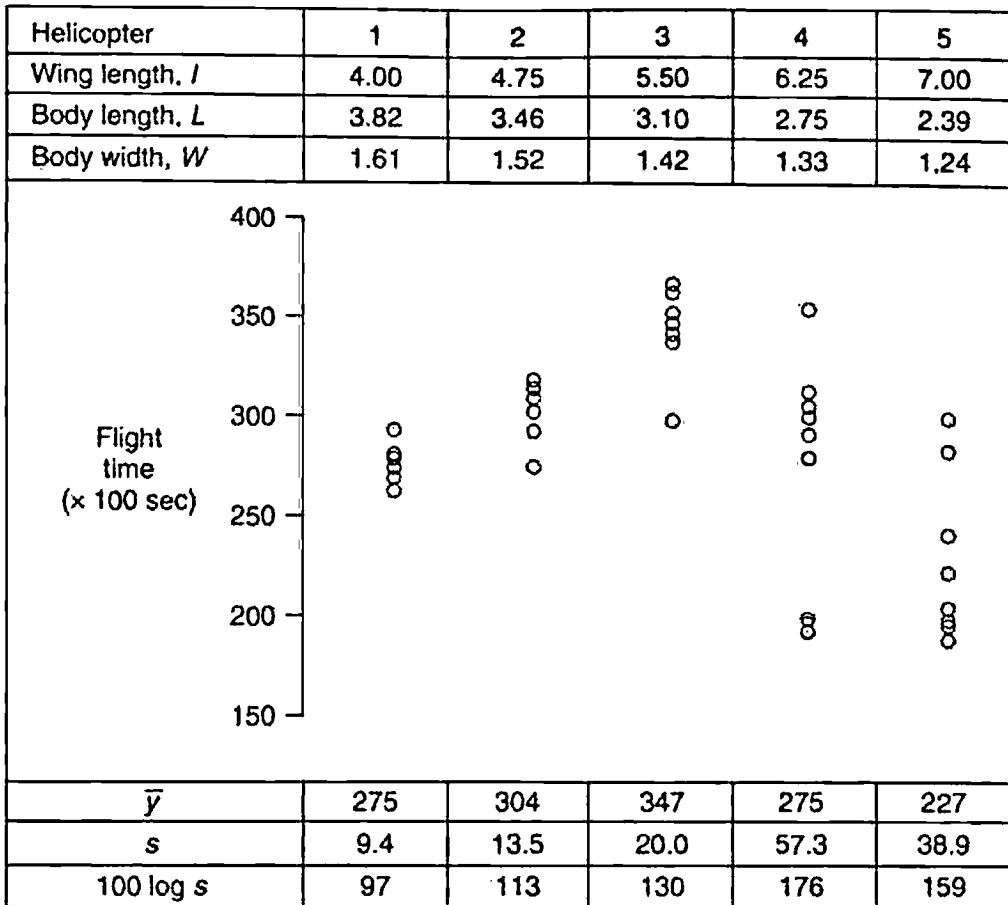 Helicopter 1 2 3 4 5
Wing length, l 4.00 4.75 5.50 6.25 7.00
Body length, L 3.82 3.46 3.10 2.75 2.39
Body width, W 1.61 1.52 1.42 1.33 1.24
400
350
300
Flight
time
(× 100 sec)
250
200
150
y̅ 275 304 347 275 227
s 9.4 13.5 20.0 57.3 38.9
100 log s 97 113 130 176 159